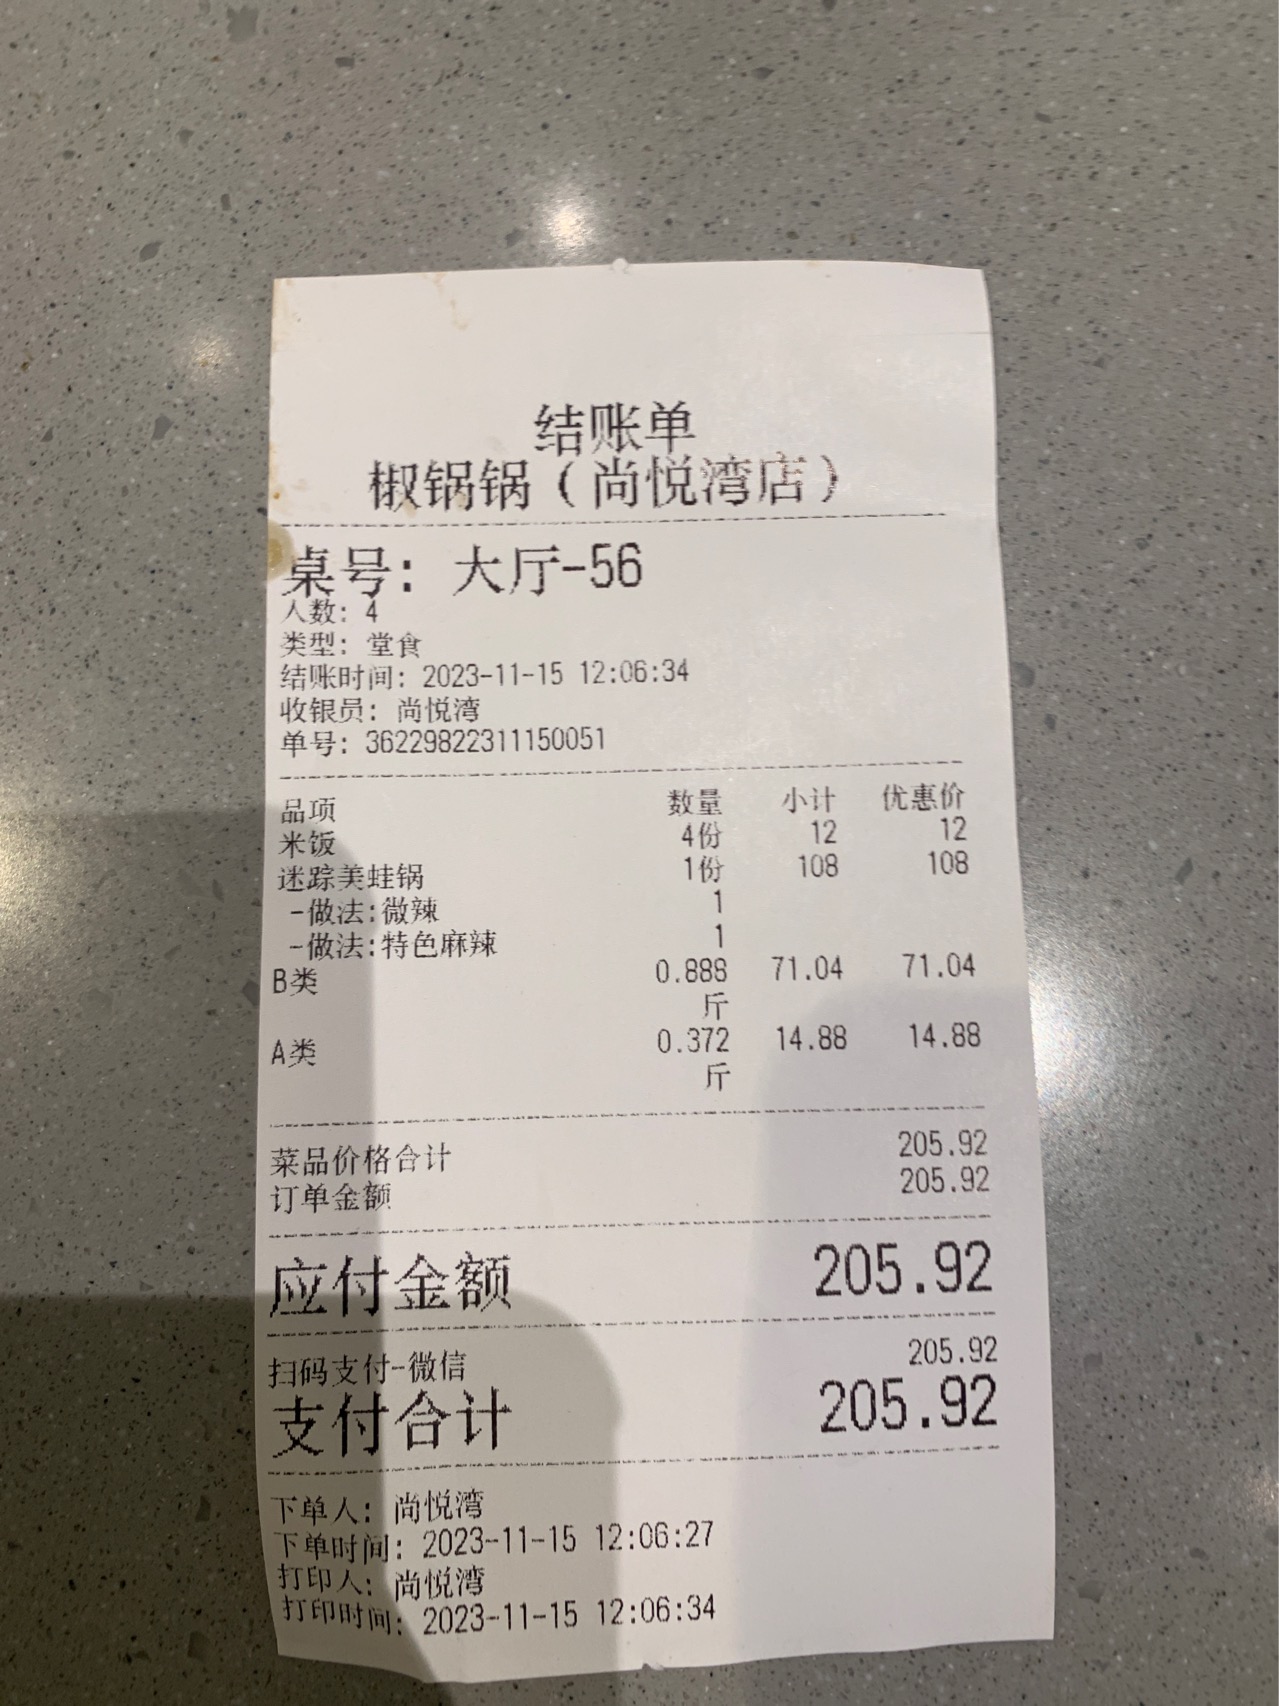 结账单
椒锅锅（尚悦湾店）
桌号: 大厅-56
人数: 4
类型: 堂食
结账时间: 2023-11-15 12:06:34
收银员: 尚悦湾
单号: 36229822311150051
品项 数量 小计 优惠价
米饭 4份 12 12
迷踪美蛙锅 1份 108 108
-做法:微辣 1
-做法:特色麻辣 1
B类 0.888 71.04 71.04
斤
A类 0.372 14.88 14.88
斤
菜品价格合计 205.92
订单金额 205.92
应付金额 205.92
扫码支付-微信 205.92
支付合计 205.92
下单人: 尚悦湾
下单时间: 2023-11-15 12:06:27
打印人: 尚悦湾
打印时间: 2023-11-15 12:06:34